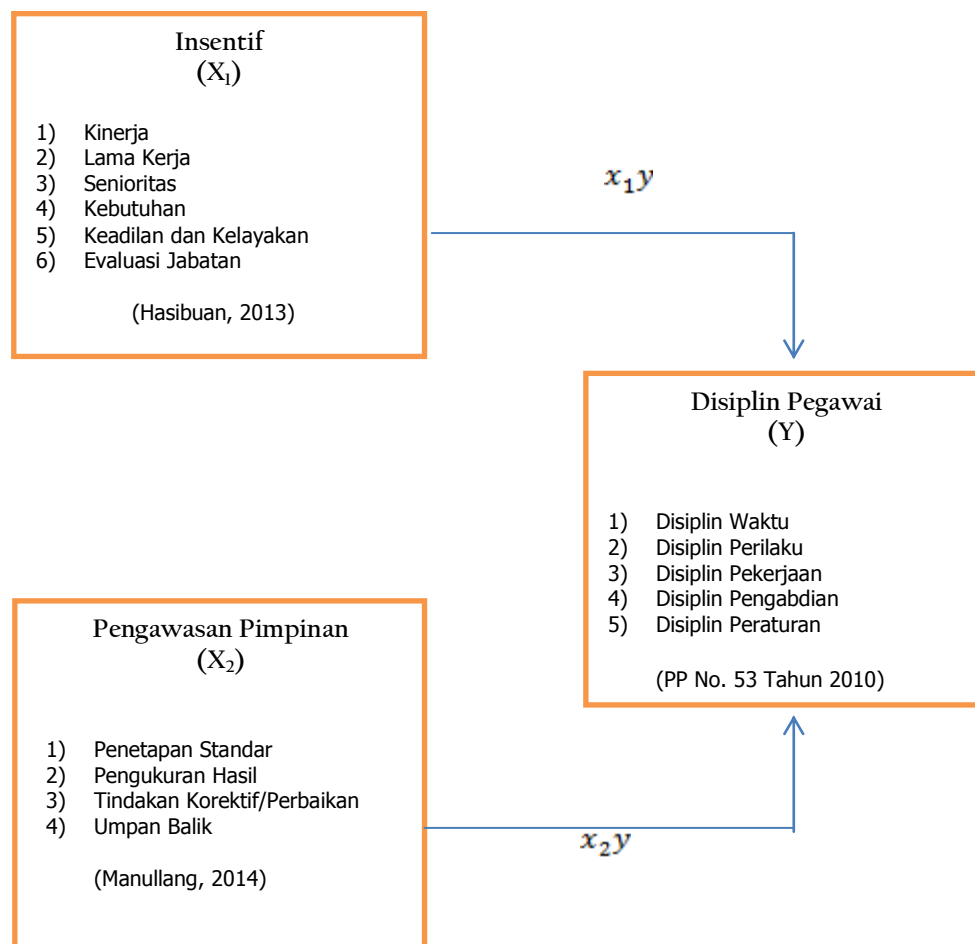 Insentif
(X1)
1) Kinerja
2) Lama Kerja
3) Senioritas
4) Kebutuhan
5) Keadilan dan Kelayakan
6) Evaluasi Jabatan
(Hasibuan, 2013)
x₁y
Disiplin Pegawai
(Y)
1) Disiplin Waktu
2) Disiplin Perilaku
3) Disiplin Pekerjaan
4) Disiplin Pengabdian
5) Disiplin Peraturan
(PP No. 53 Tahun 2010)
Pengawasan Pimpinan
(X₂)
1) Penetapan Standar
2) Pengukuran Hasil
3) Tindakan Korektif/Perbaikan
4) Umpan Balik
(Manullang, 2014)
x₂y